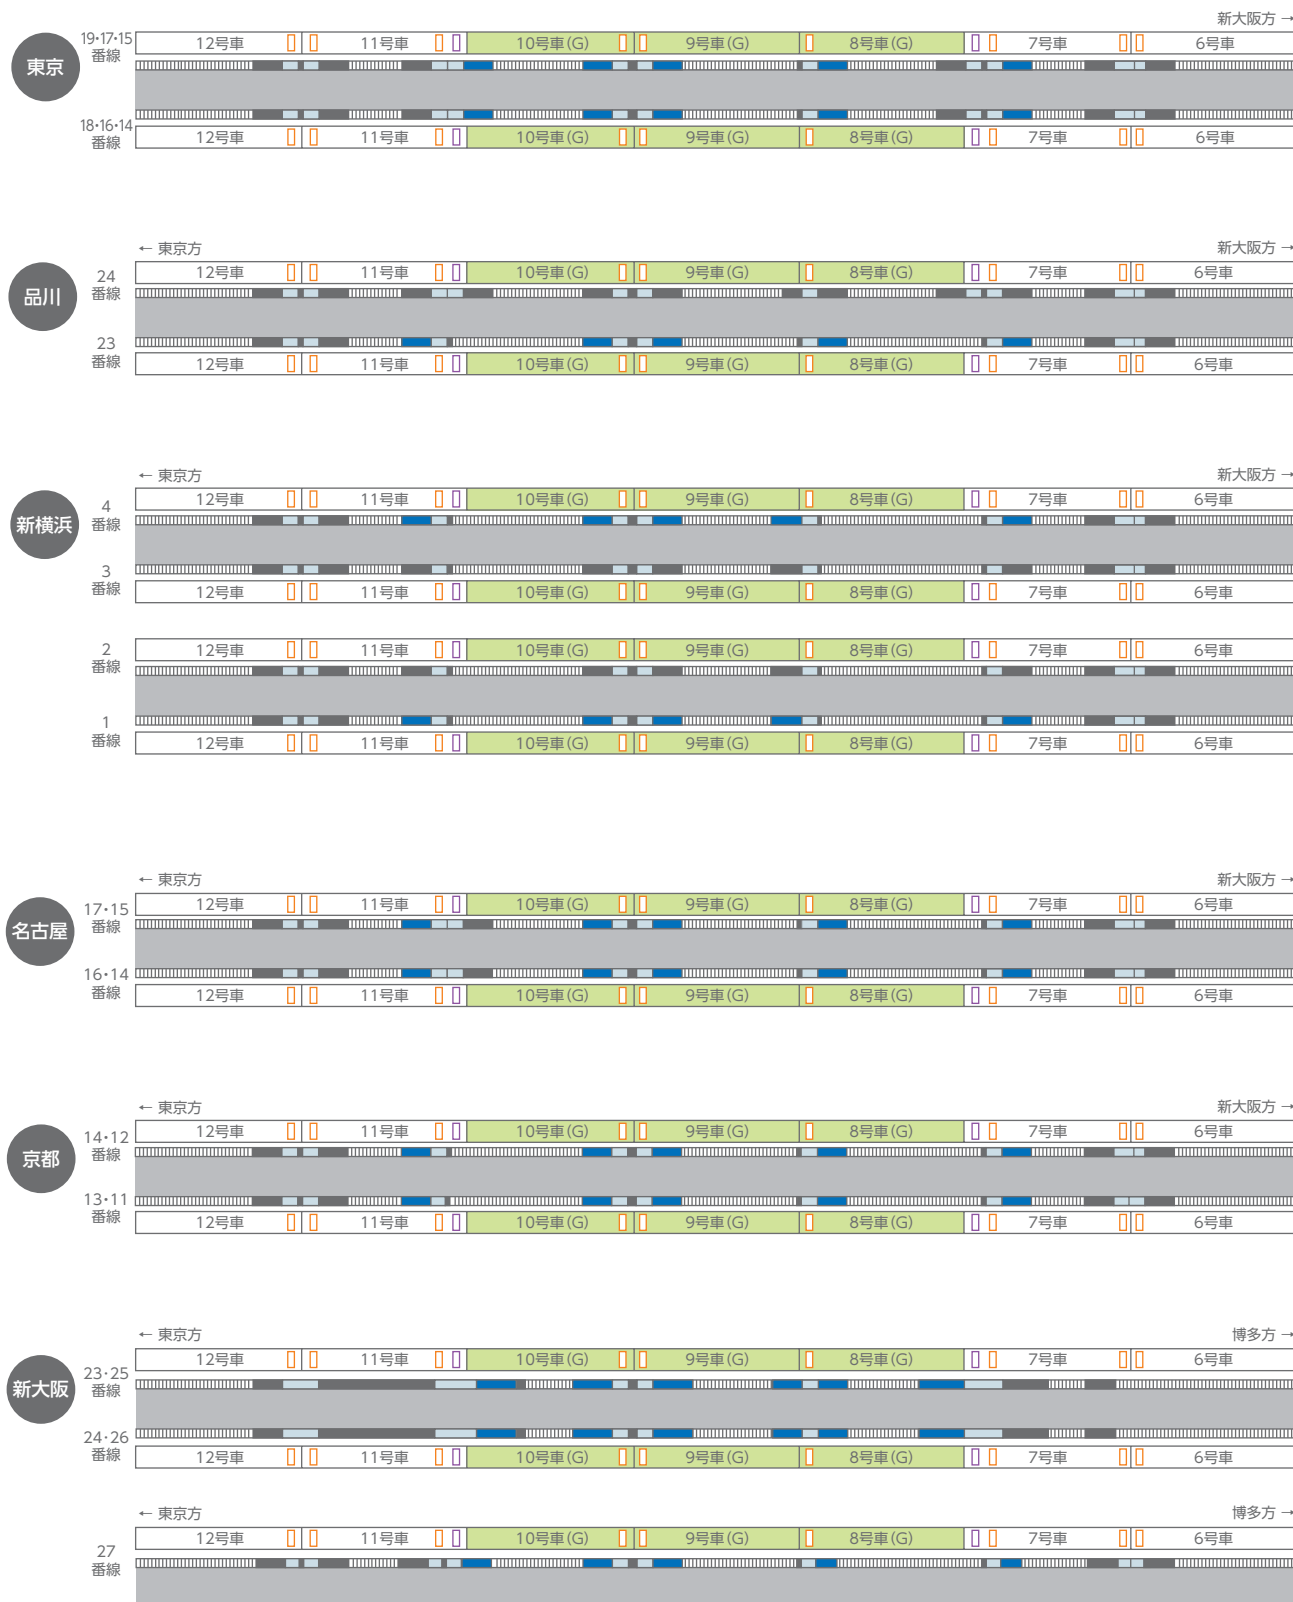 新大阪方 →
東京
19・17・15
番線
12号車 11号車 10号車(G) 9号車(G) 8号車(G) 7号車 6号車
18・16・14
番線
12号車 11号車 10号車(G) 9号車(G) 8号車(G) 7号車 6号車
← 東京方 新大阪方 →
品川
24
番線
12号車 11号車 10号車(G) 9号車(G) 8号車(G) 7号車 6号車
23
番線
12号車 11号車 10号車(G) 9号車(G) 8号車(G) 7号車 6号車
← 東京方 新大阪方 →
新横浜
4
番線
12号車 11号車 10号車(G) 9号車(G) 8号車(G) 7号車 6号車
3
番線
12号車 11号車 10号車(G) 9号車(G) 8号車(G) 7号車 6号車
2
番線
12号車 11号車 10号車(G) 9号車(G) 8号車(G) 7号車 6号車
1
番線
12号車 11号車 10号車(G) 9号車(G) 8号車(G) 7号車 6号車
← 東京方 新大阪方 →
名古屋
17・15
番線
12号車 11号車 10号車(G) 9号車(G) 8号車(G) 7号車 6号車
16・14
番線
12号車 11号車 10号車(G) 9号車(G) 8号車(G) 7号車 6号車
← 東京方 新大阪方 →
京都
14・12
番線
12号車 11号車 10号車(G) 9号車(G) 8号車(G) 7号車 6号車
13・11
番線
12号車 11号車 10号車(G) 9号車(G) 8号車(G) 7号車 6号車
← 東京方 博多方 →
新大阪
23・25
番線
12号車 11号車 10号車(G) 9号車(G) 8号車(G) 7号車 6号車
24・26
番線
12号車 11号車 10号車(G) 9号車(G) 8号車(G) 7号車 6号車
← 東京方 博多方 →
27
番線
12号車 11号車 10号車(G) 9号車(G) 8号車(G) 7号車 6号車